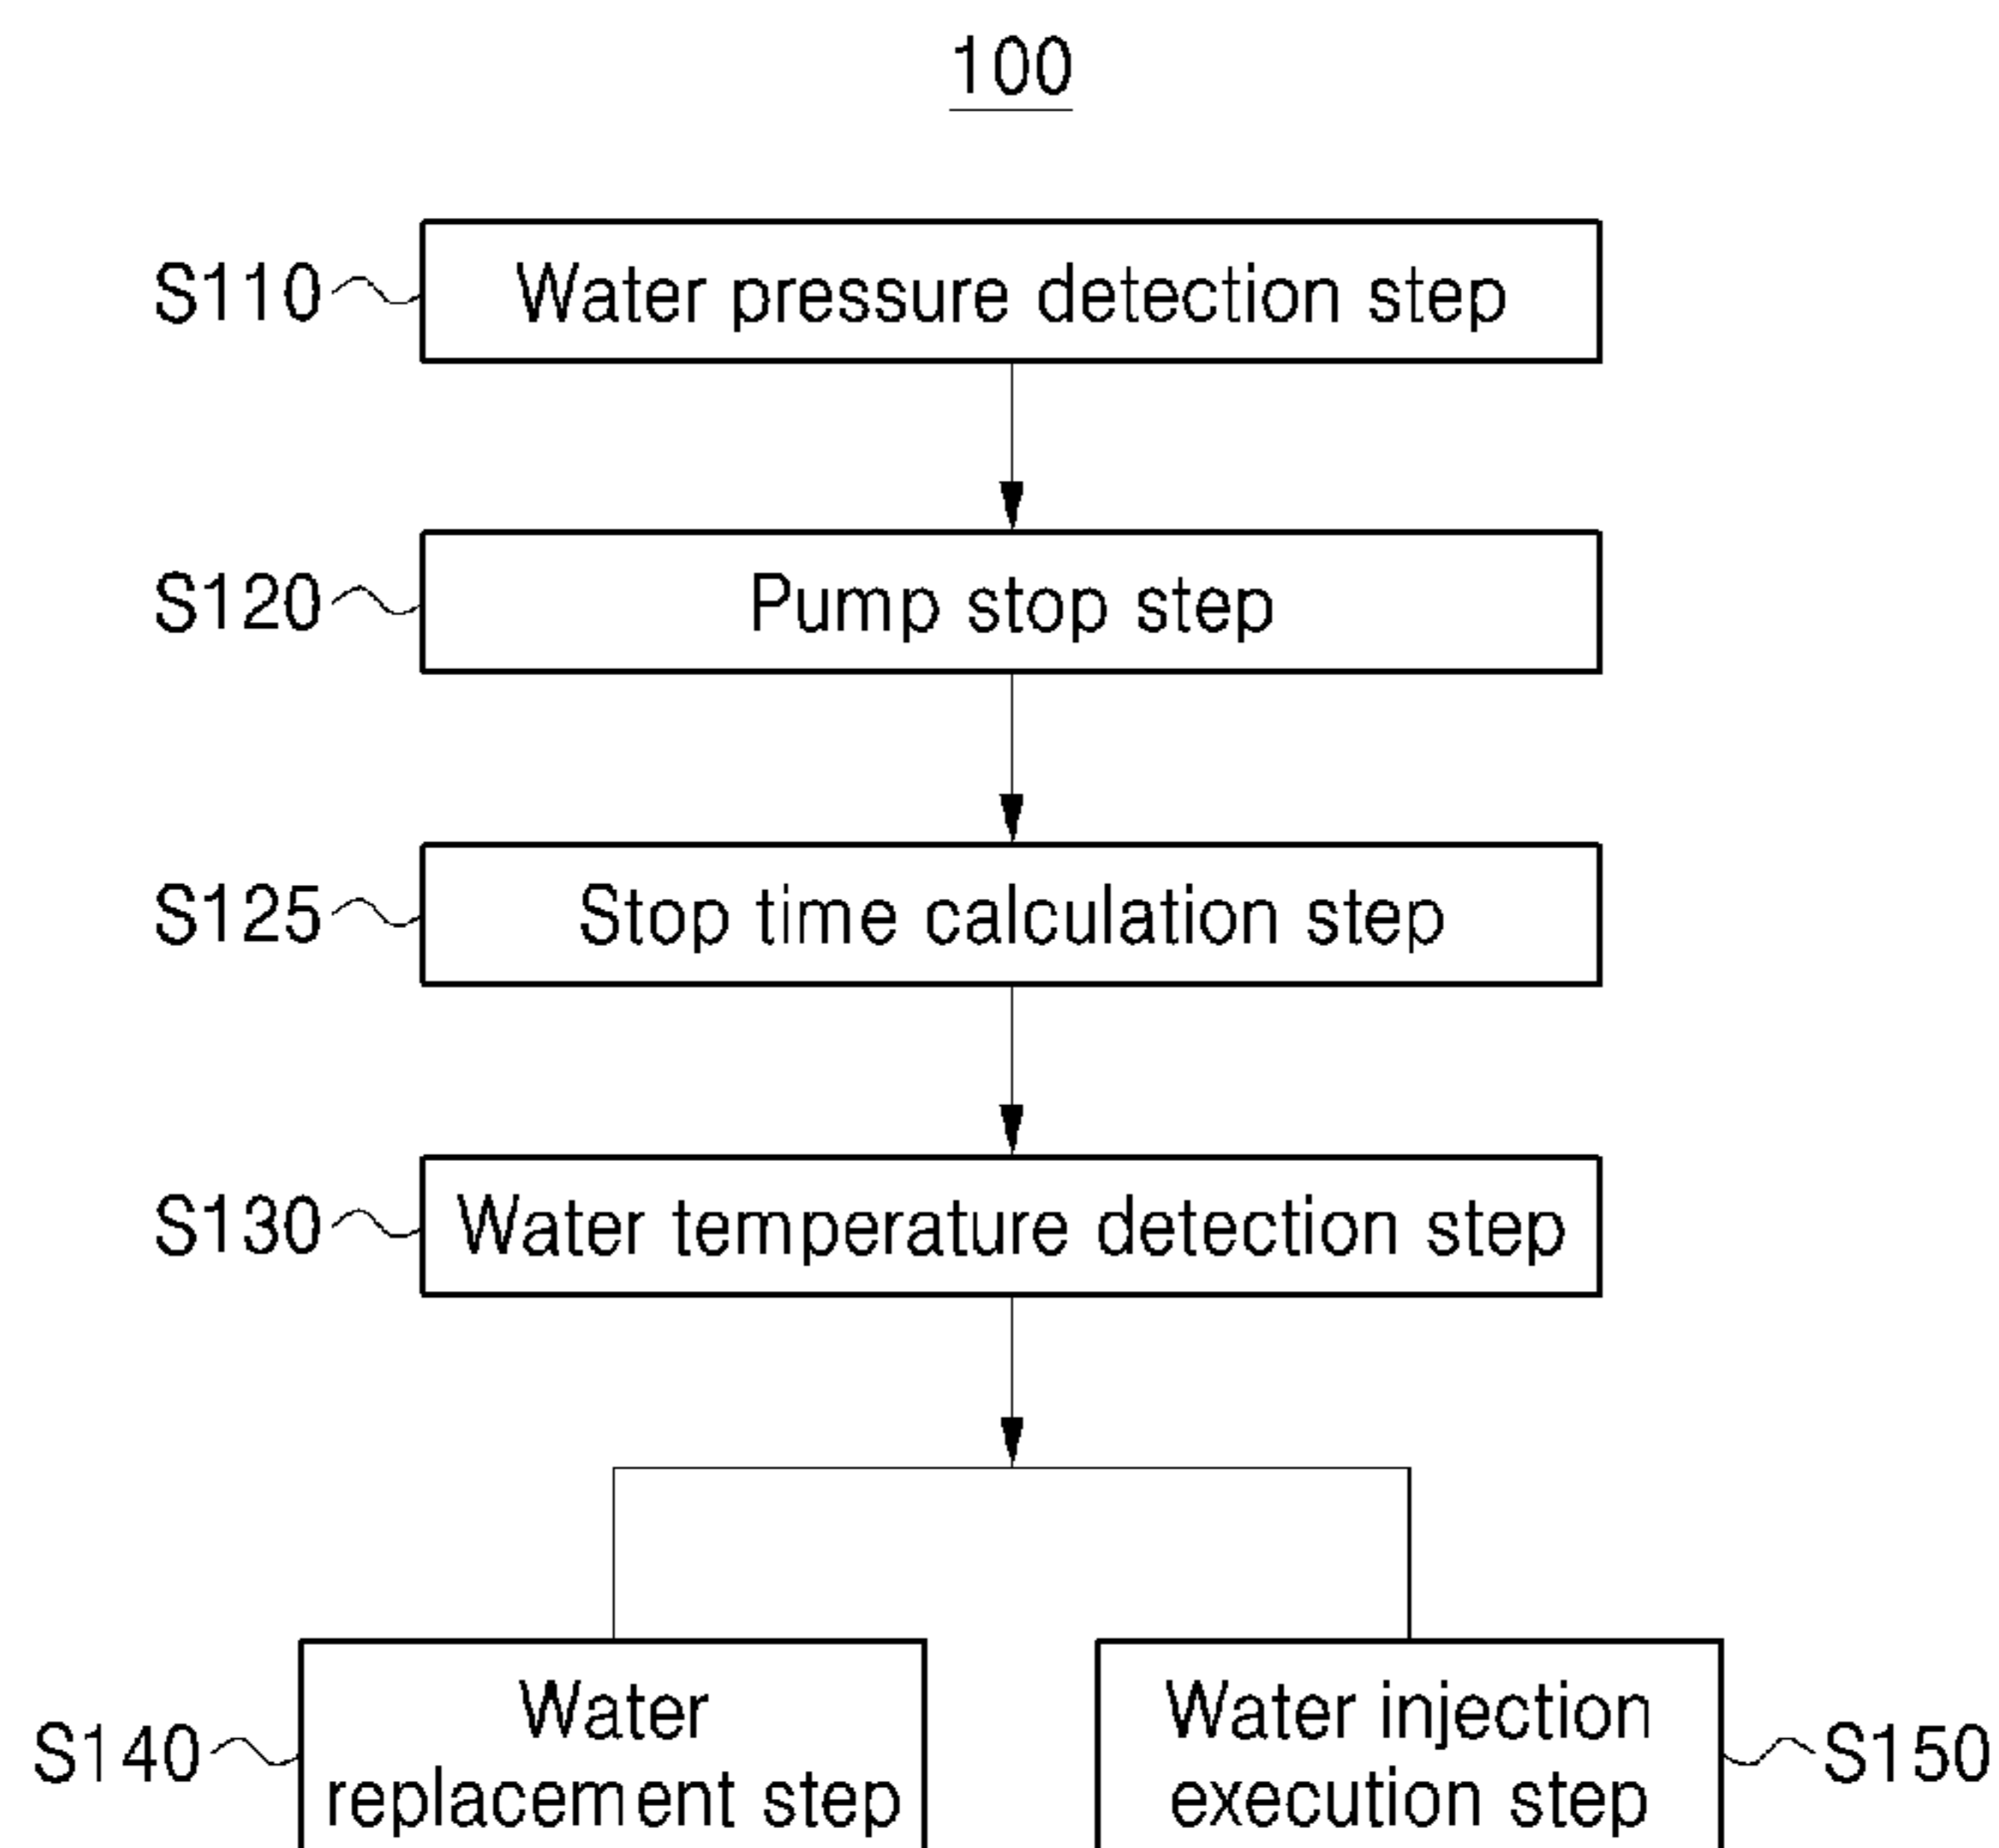 100
S110 Water pressure detection step
S120 Pump stop step
S125 Stop time calculation step
S130 Water temperature detection step
S140 Water
replacement step
Water injection
execution step S150